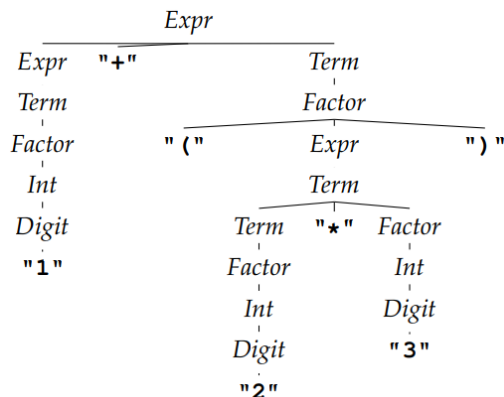 Expr
Expr "+" Term
Term Factor
Factor "(" Expr ")"
Int Term
Digit Term "*" Factor
"1" Factor Int
Int Digit
Digit "3"
"2"